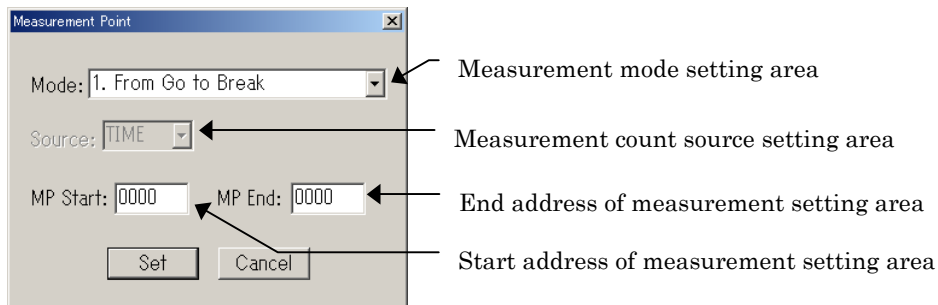 Measurement Point
Mode: 1. From Go to Break
Measurement mode setting area
Source: TIME
Measurement count source setting area
MP Start: 0000 MP End: 0000
End address of measurement setting area
Set Cancel
Start address of measurement setting area